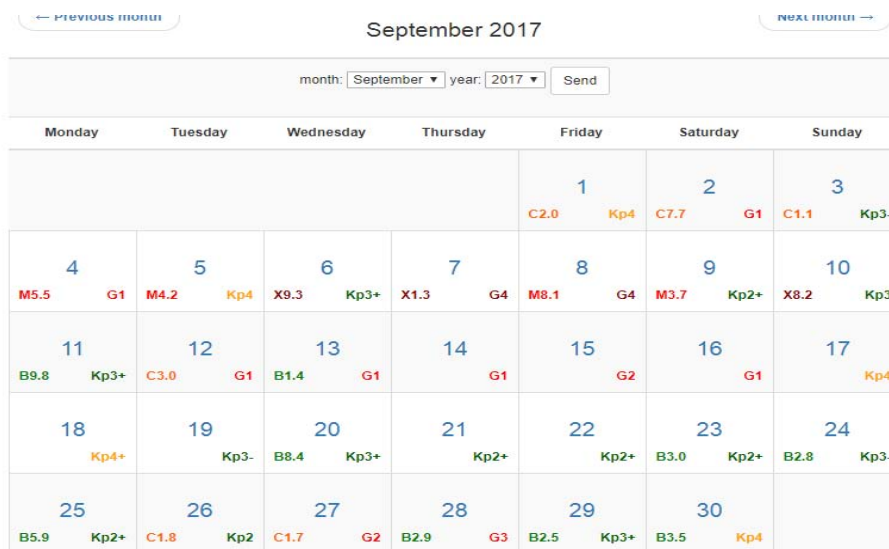 ← Previous month
September 2017
Next month →
month: September ▼ year: 2017 ▼ Send
Monday Tuesday Wednesday Thursday Friday Saturday Sunday
1 2 3
C2.0 Kp4 C7.7 G1 C1.1 Kp3-
4 5 6 7 8 9 10
M5.5 G1 M4.2 Kp4 X9.3 Kp3+ X1.3 G4 M8.1 G4 M3.7 Kp2+ X8.2 Kp3
11 12 13 14 15 16 17
B9.8 Kp3+ C3.0 G1 B1.4 G1 G1 G2 G1 Kp4
18 19 20 21 22 23 24
Kp4+ Kp3- B8.4 Kp3+ Kp2+ Kp2+ B3.0 Kp2+ B2.8 Kp3-
25 26 27 28 29 30
B5.9 Kp2+ C1.8 Kp2 C1.7 G2 B2.9 G3 B2.5 Kp3+ B3.5 Kp4